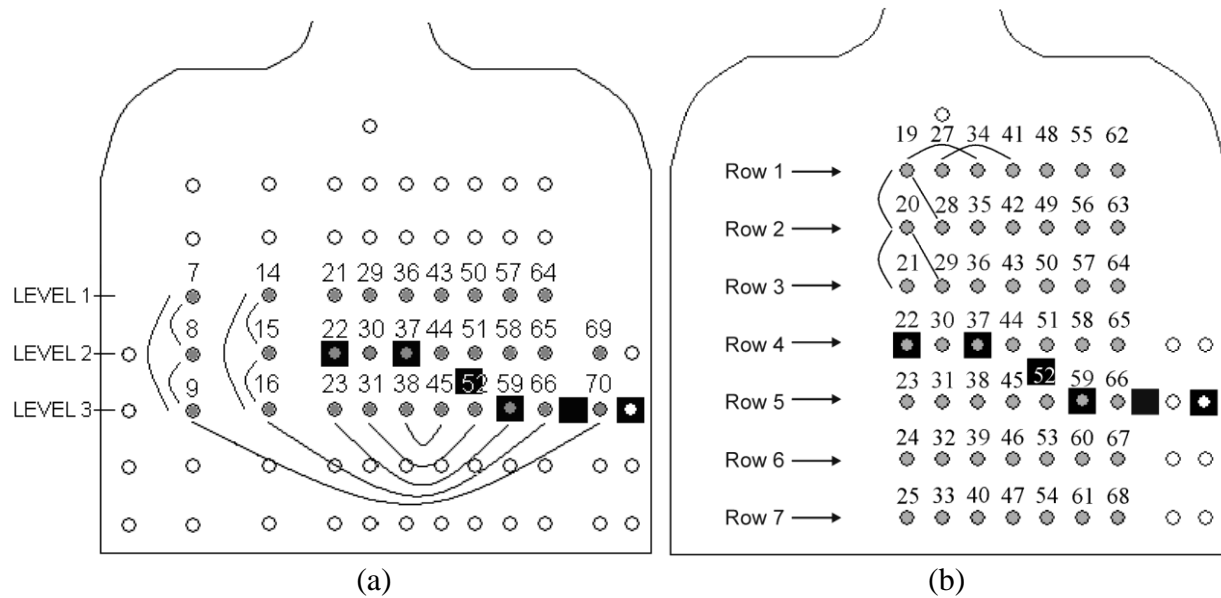 19 27 34 41 48 55 62
Row 1
20 28 35 42 49 56 63
Row 2
7 14 21 29 36 43 50 57 64
21 29 36 43 50 57 64
LEVEL 1
Row 3
8 15 22 30 37 44 51 58 65 69
22 30 37 44 51 58 65
LEVEL 2
Row 4
9 16 23 31 38 45 52 59 66 70
23 31 38 45 52 59 66
LEVEL 3
Row 5
24 32 39 46 53 60 67
Row 6
25 33 40 47 54 61 68
Row 7
(a) (b)